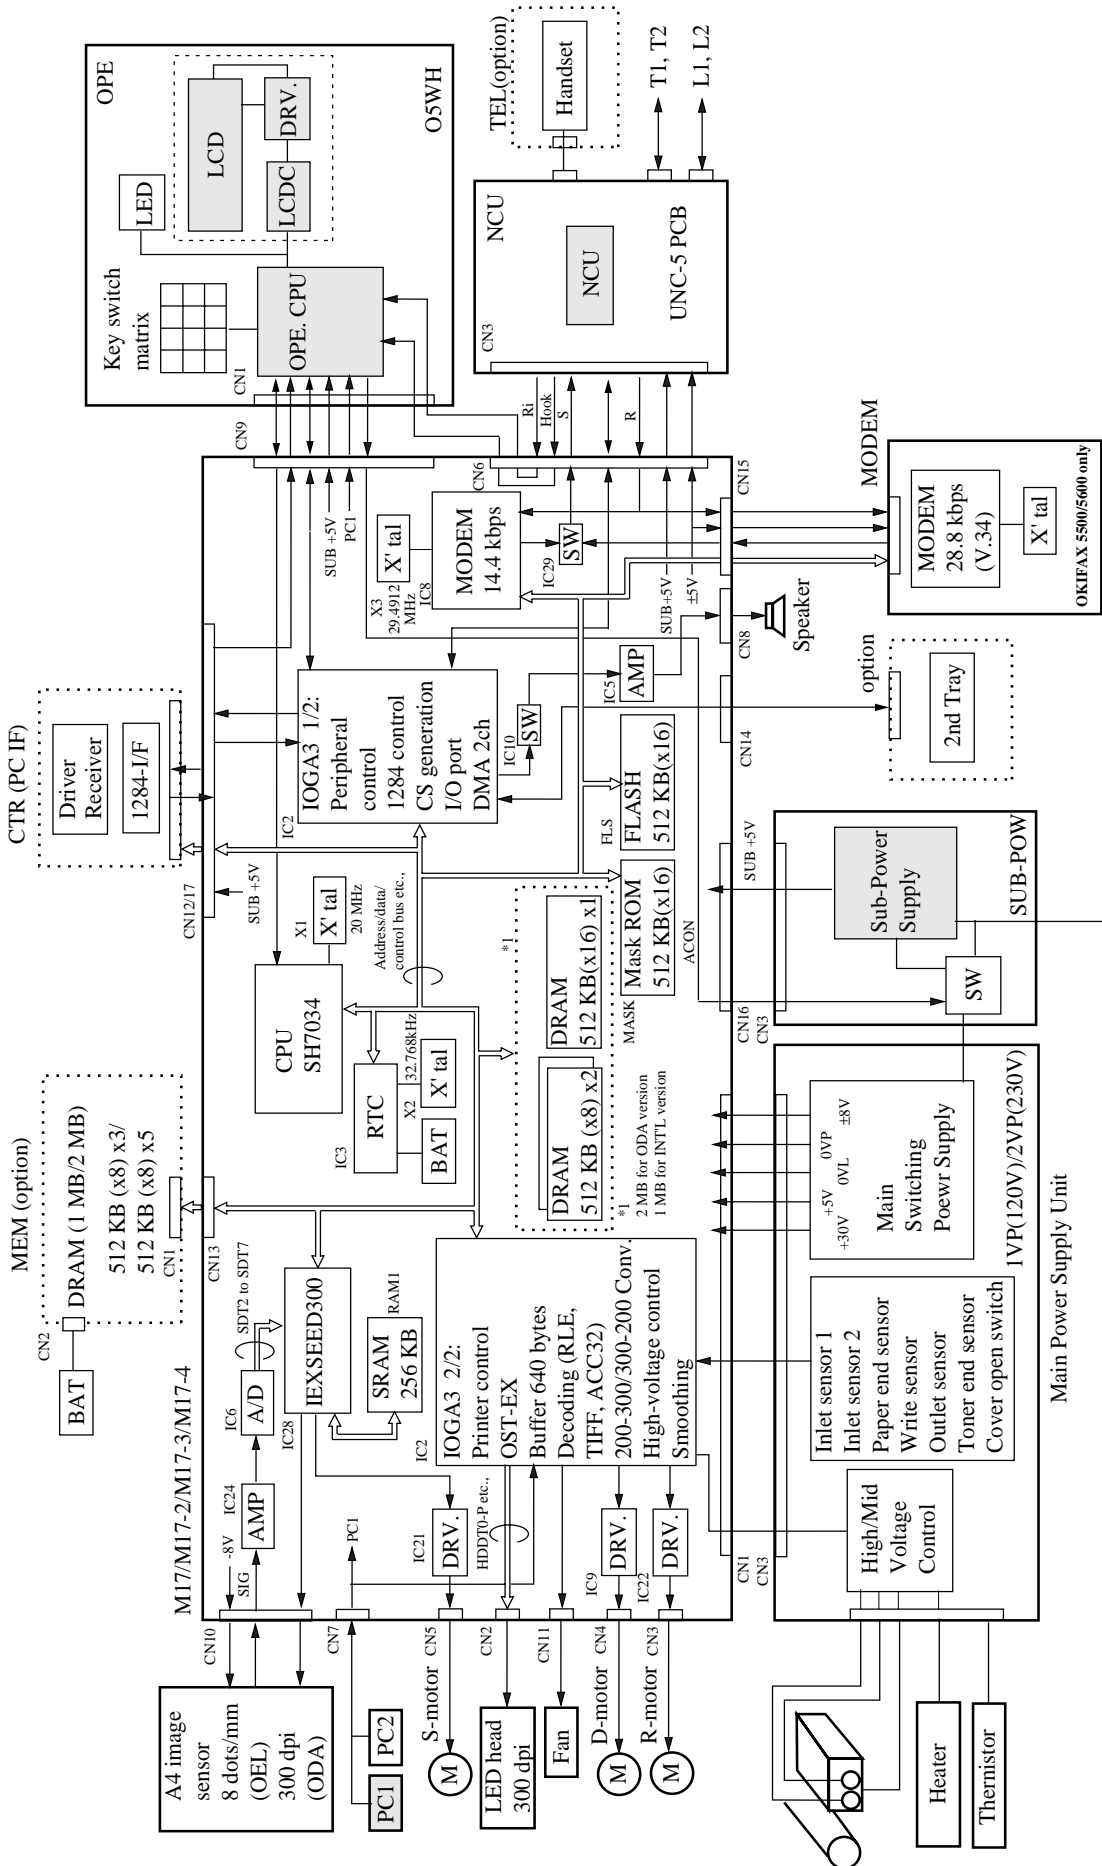 M17/M17-2/M17-3/M17-4
A4 image
sensor
8 dots/mm
(OEL)
300 dpi
(ODA)
CN10
-8V
SIG
IC24
AMP
IC6
A/D
SDT2 to SDT7
IC28
IEXSEED300
SRAM
256 KB
RAM1
PC1
PC2
CN7
PC1
S-motor
M
CN5
IC21
DRV.
LED head
300 dpi
CN2
HDDT0-P etc.,
Fan
CN11
D-motor
M
CN4
IC9
DRV.
R-motor
M
CN3
IC22
DRV.
IC2
IOGA3  2/2:
Printer control
OST-EX
Buffer 640 bytes
Decoding (RLE,
TIFF, ACC32)
200-300/300-200 Conv.
High-voltage control
Smoothing
MEM (option)
CN2
BAT
DRAM (1 MB/2 MB)
512 KB (x8) x3/
512 KB (x8) x5
CN1
CN13
CPU
SH7034
X1
X' tal
20 MHz
IC3
RTC
X2
32.768kHz
X' tal
BAT
Address/data/
control bus etc.,
*1
DRAM
512 KB (x8) x2
DRAM
512 KB(x16) x1
*1
2 MB for ODA version
1 MB for INT'L version
MASK
Mask ROM
512 KB(x16)
FLS
FLASH
512 KB(x16)
CTR (PC IF)
Driver
Receiver
1284-I/F
CN12/17
SUB +5V
IC2
IOGA3  1/2:
Peripheral
control
1284 control
CS generation
I/O port
DMA 2ch
IC10
SW
IC5
AMP
SUB +5V
PC1
X3
29.4912
MHz
X' tal
IC8
MODEM
14.4 kbps
IC29
SW
SUB+5V
±5V
OPE
Key switch
matrix
LED
LCD
DRV.
LCDC
OPE. CPU
O5WH
CN1
CN9
CN6
Ri
Hook
S
R
NCU
CN3
NCU
UNC-5 PCB
TEL(option)
Handset
T1, T2
L1, L2
CN15
MODEM
MODEM
28.8 kbps
(V.34)
X' tal
OKIFAX 5500/5600 only
CN8
Speaker
CN14
option
2nd Tray
ACON
SUB +5V
CN16
CN3
Sub-Power
Supply
SW
SUB-POW
CN1
CN3
High/Mid
Voltage
Control
Inlet sensor 1
Inlet sensor 2
Paper end sensor
Write sensor
Outlet sensor
Toner end sensor
Cover open switch
+30V
+5V
0VL
0VP
±8V
Main
Switching
Poewr Supply
1VP(120V)/2VP(230V)
Main Power Supply Unit
Heater
Thernistor